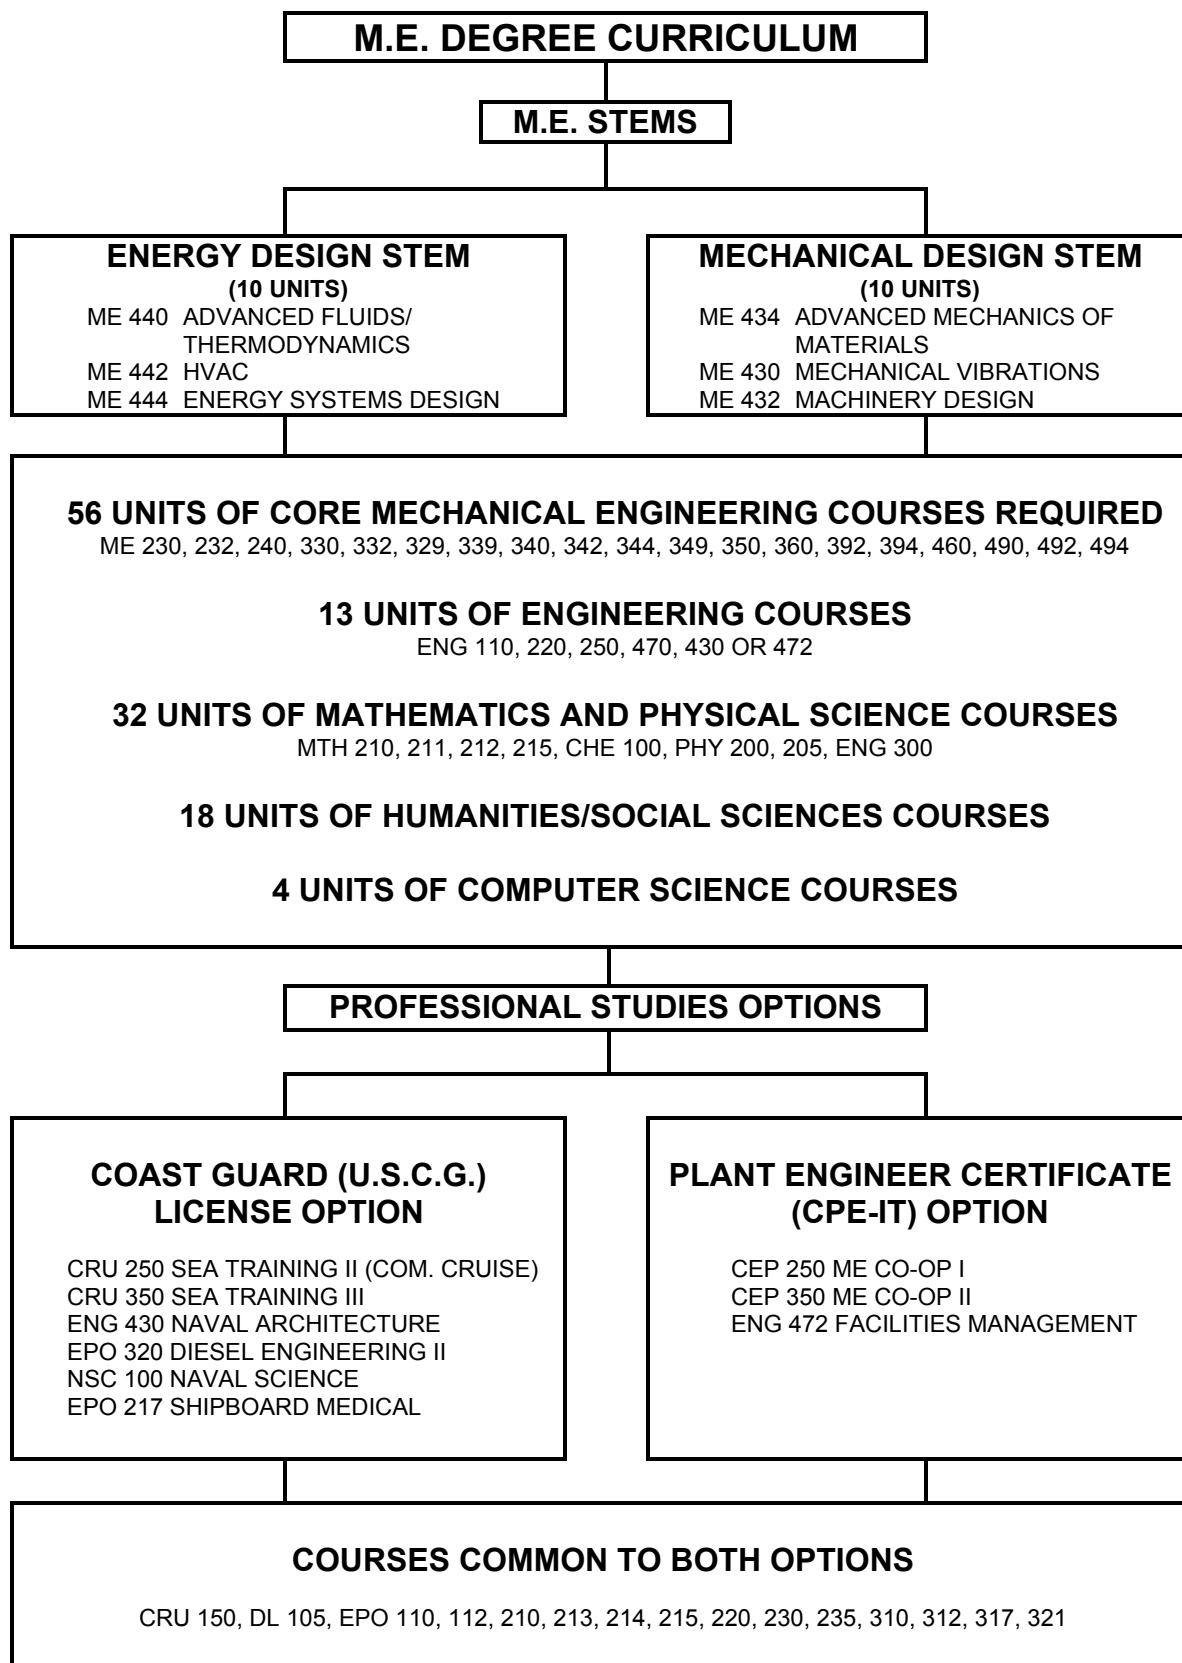 M.E. DEGREE CURRICULUM
M.E. STEMS
ENERGY DESIGN STEM
(10 UNITS)
ME 440 ADVANCED FLUIDS/
THERMODYNAMICS
ME 442 HVAC
ME 444 ENERGY SYSTEMS DESIGN
MECHANICAL DESIGN STEM
(10 UNITS)
ME 434 ADVANCED MECHANICS OF
MATERIALS
ME 430 MECHANICAL VIBRATIONS
ME 432 MACHINERY DESIGN
56 UNITS OF CORE MECHANICAL ENGINEERING COURSES REQUIRED
ME 230, 232, 240, 330, 332, 329, 339, 340, 342, 344, 349, 350, 360, 392, 394, 460, 490, 492, 494
13 UNITS OF ENGINEERING COURSES
ENG 110, 220, 250, 470, 430 OR 472
32 UNITS OF MATHEMATICS AND PHYSICAL SCIENCE COURSES
MTH 210, 211, 212, 215, CHE 100, PHY 200, 205, ENG 300
18 UNITS OF HUMANITIES/SOCIAL SCIENCES COURSES
4 UNITS OF COMPUTER SCIENCE COURSES
PROFESSIONAL STUDIES OPTIONS
COAST GUARD (U.S.C.G.)
LICENSE OPTION
CRU 250 SEA TRAINING II (COM. CRUISE)
CRU 350 SEA TRAINING III
ENG 430 NAVAL ARCHITECTURE
EPO 320 DIESEL ENGINEERING II
NSC 100 NAVAL SCIENCE
EPO 217 SHIPBOARD MEDICAL
PLANT ENGINEER CERTIFICATE
(CPE-IT) OPTION
CEP 250 ME CO-OP I
CEP 350 ME CO-OP II
ENG 472 FACILITIES MANAGEMENT
COURSES COMMON TO BOTH OPTIONS
CRU 150, DL 105, EPO 110, 112, 210, 213, 214, 215, 220, 230, 235, 310, 312, 317, 321